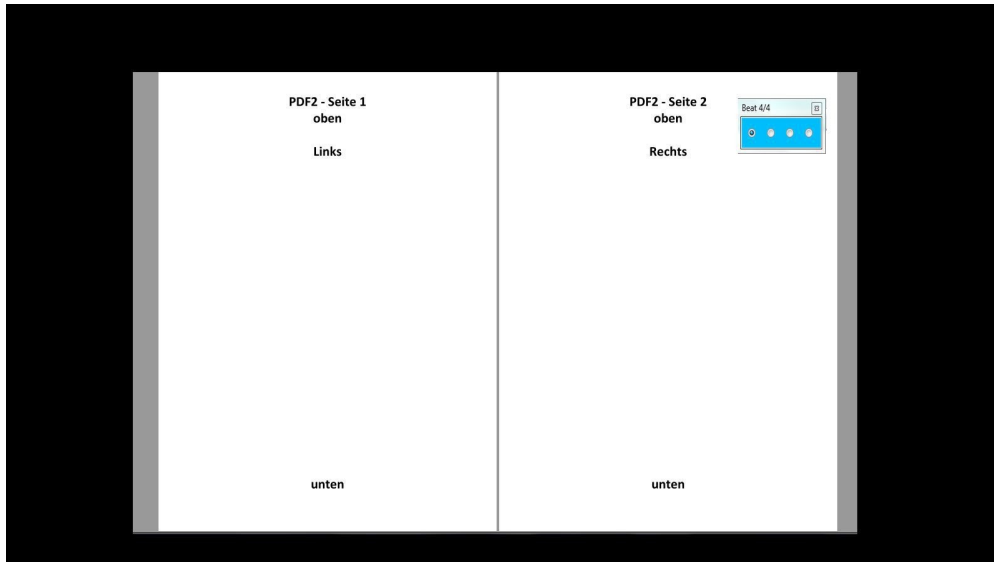 PDF2 - Seite 1
oben
Links
unten
PDF2 - Seite 2
oben
Rechts
unten
Beat 4/4